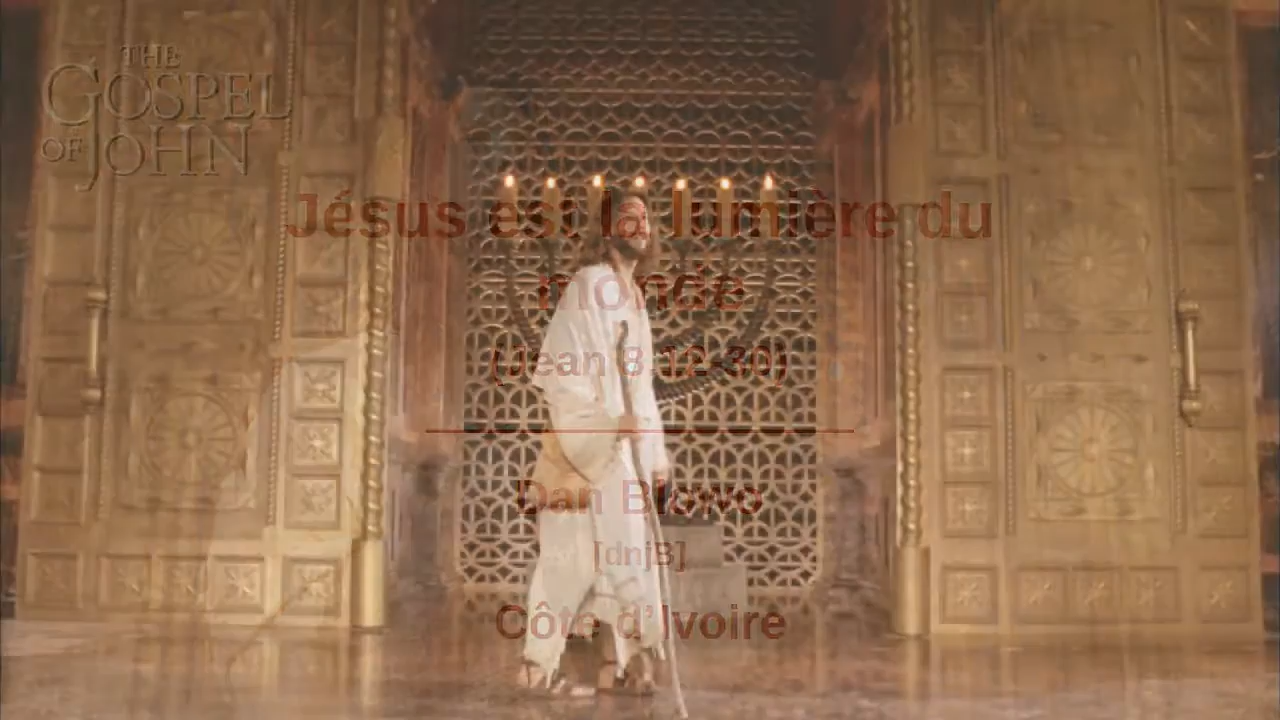 THE
GOSPEL
OF JOHN
Jésus est la lumière du
monde
(Jean 8.12-30)
Dan Blowo
[dnjB]
Côte d'Ivoire